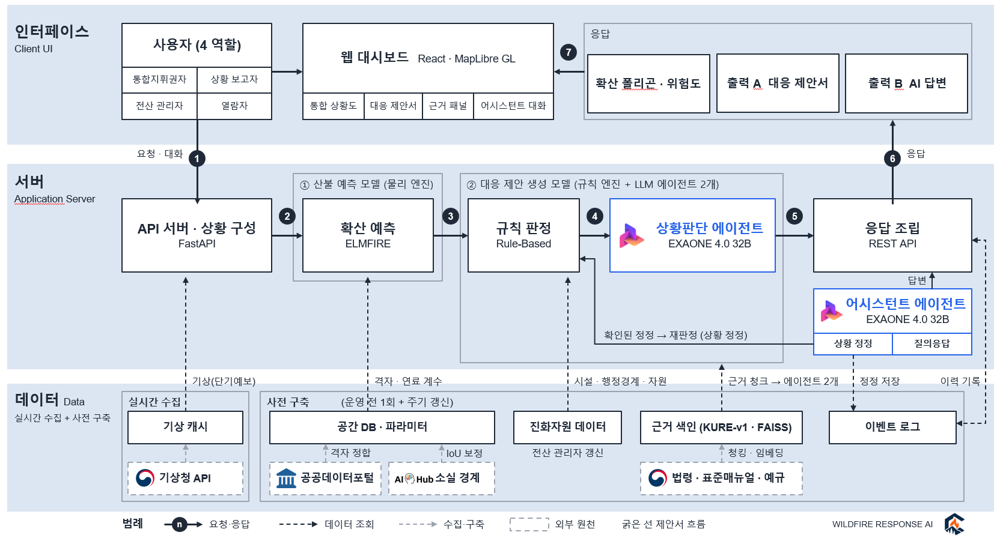 인터페이스
Client UI
사용자 (4 역할)
통합지휘권자
상황 보고자
전산 관리자
열람자
웹 대시보드 React · MapLibre GL
통합 상황도
대응 제안서
근거 패널
어시스턴트 대화
7
응답
확산 폴리곤 · 위험도
출력 A 대응 제안서
출력 B AI 답변
요청 · 대화
1
6
응답
서버
Application Server
API 서버 · 상황 구성
FastAPI
2
① 산불 예측 모델 (물리 엔진)
확산 예측
ELMFIRE
3
② 대응 제안 생성 모델 (규칙 엔진 + LLM 에이전트 2개)
규칙 판정
Rule-Based
4
상황판단 에이전트
EXAONE 4.0 32B
5
응답 조립
REST API
답변
어시스턴트 에이전트
EXAONE 4.0 32B
상황 정정
질의응답
확인된 정정 → 재판정 (상황 정정)
기상(단기예보)
격자 · 연료 계수
시설 · 행정경계 · 자원
근거 청크 → 에이전트 2개
정정 저장
이력 기록
데이터 Data
실시간 수집 + 사전 구축
실시간 수집
기상 캐시
기상청 API
사전 구축 (운영 전 1회 + 주기 갱신)
공간 DB · 파라미터
격자 정합
IoU 보정
공공데이터포털
AI Hub 소실 경계
진화자원 데이터
전산 관리자 갱신
근거 색인 (KURE-v1 · FAISS)
청킹 · 임베딩
법령 · 표준매뉴얼 · 예규
이벤트 로그
범례
n
요청·응답
데이터 조회
수집·구축
외부 원천
굵은 선 제안서 흐름
WILDFIRE RESPONSE AI